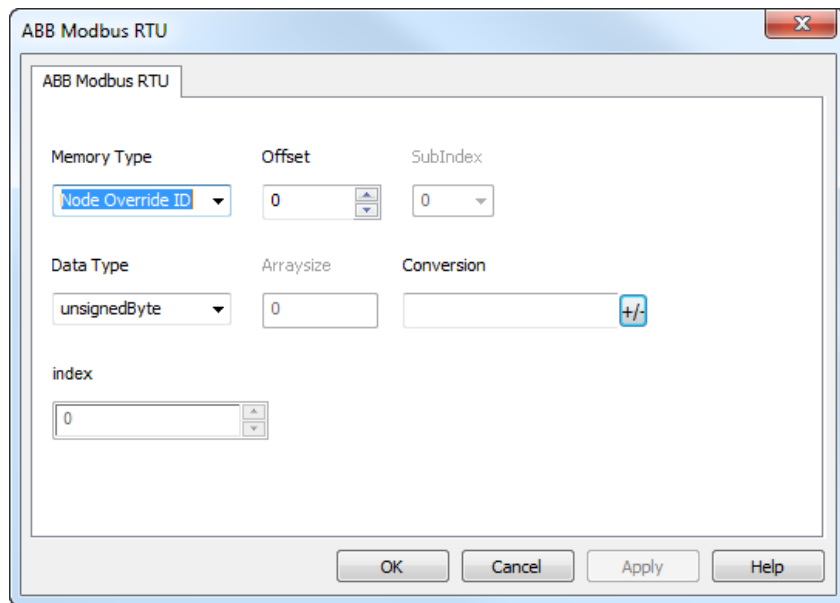 ABB Modbus RTU
X
ABB Modbus RTU
Memory Type Offset SubIndex
Node Override ID 0 0
Data Type Arraysize Conversion
unsignedByte 0 +/-
index
0
OK Cancel Apply Help